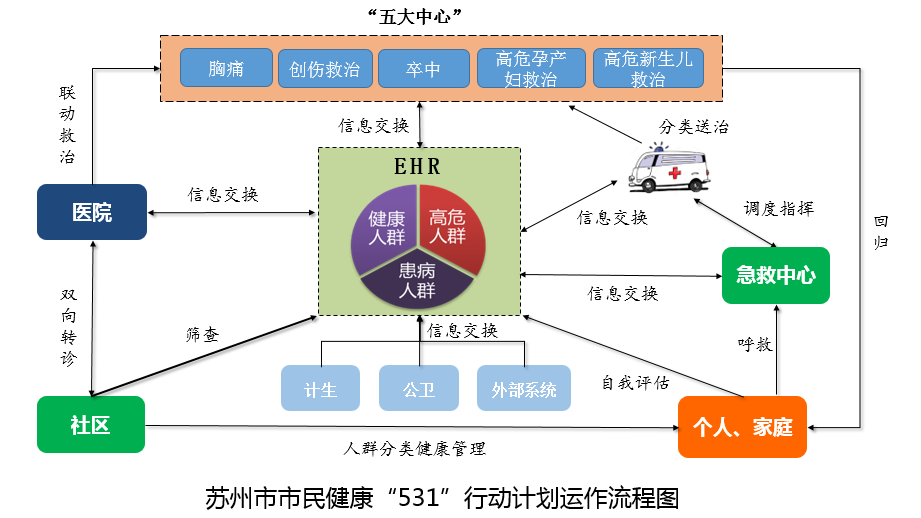 “五大中心”
胸痛
创伤救治
卒中
高危孕产
妇救治
高危新生儿
救治
联动救治
信息交换
分类送治
EHR
健康
人群
高危
人群
患病
人群
医院
信息交换
信息交换
调度指挥
回归
急救中心
信息交换
双向转诊
筛查
信息交换
呼救
计生
公卫
外部系统
自我评估
社区
个人、家庭
人群分类健康管理
苏州市市民健康“531”行动计划运作流程图